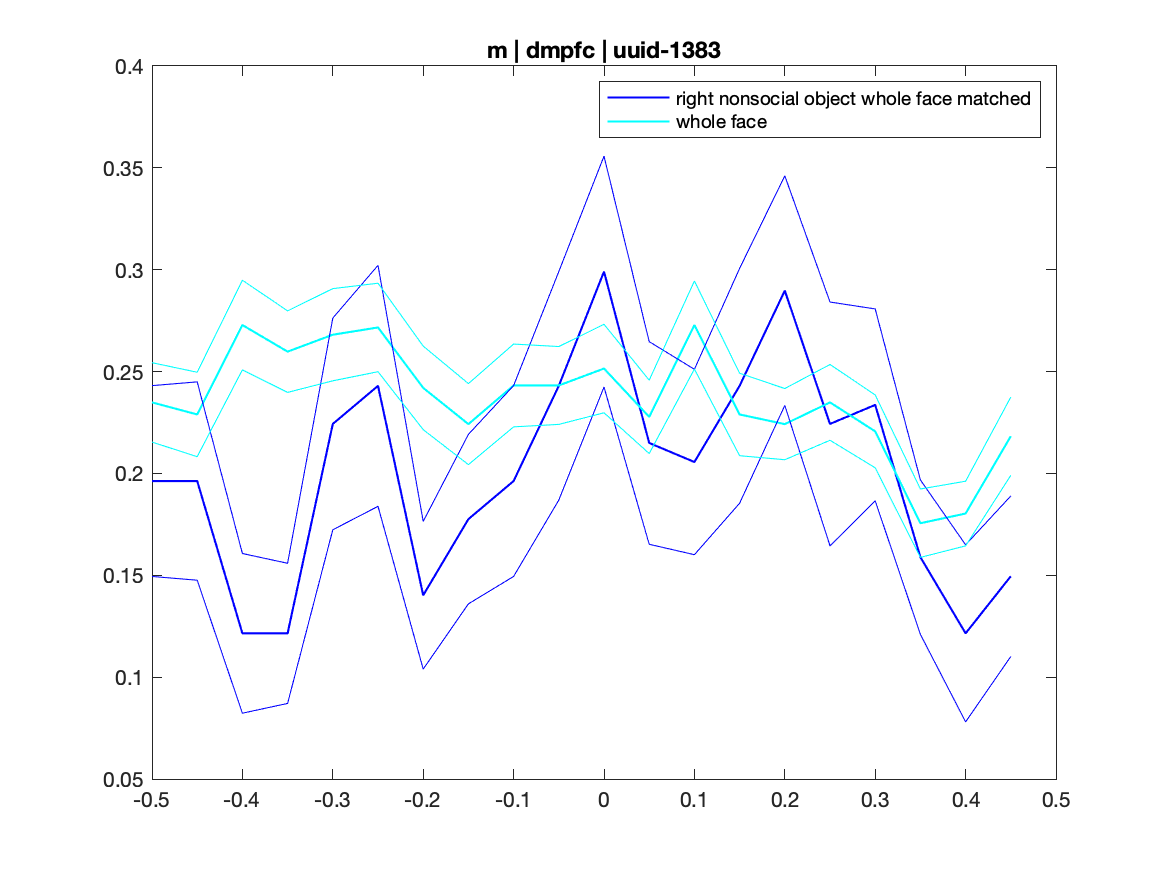 m | dmpfc | uuid-1383
right nonsocial object whole face matched
whole face
0.4
0.35
0.3
0.25
0.2
0.15
0.1
0.05
-0.5 -0.4 -0.3 -0.2 -0.1 0 0.1 0.2 0.3 0.4 0.5